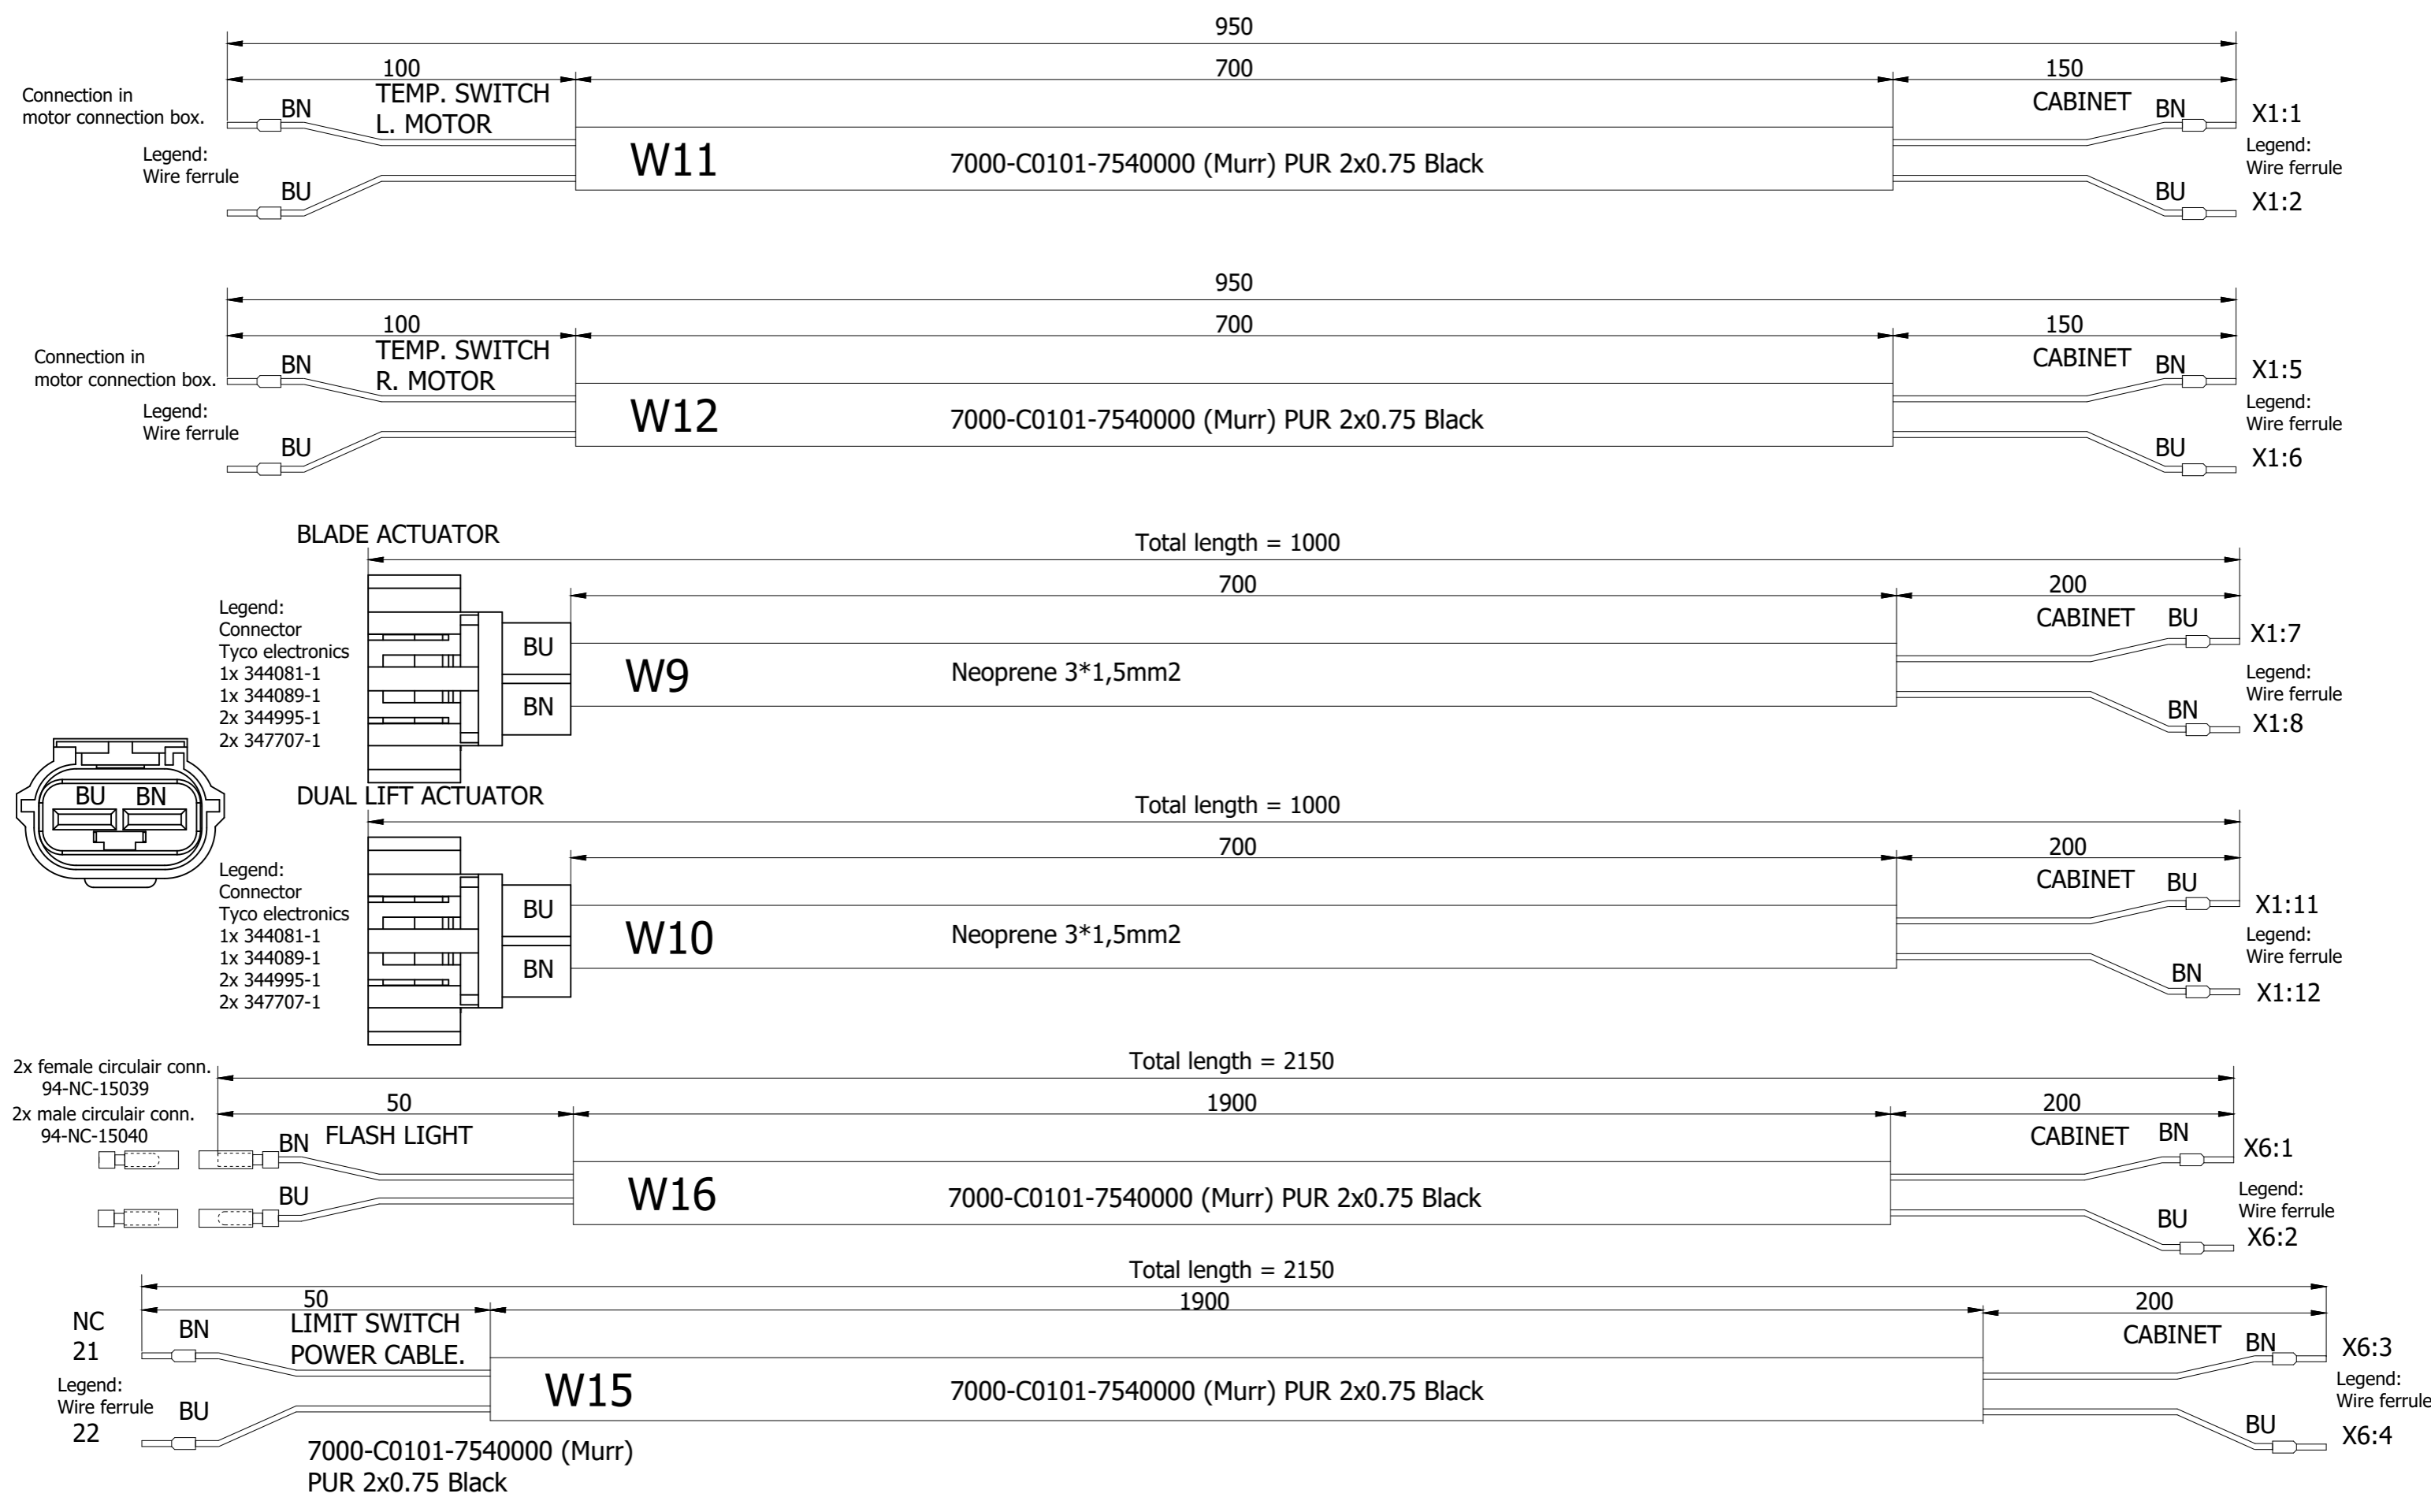 950
100
700
150
Connection in
motor connection box.
BN
TEMP. SWITCH
L. MOTOR
CABINET
BN
X1:1
Legend:
Wire ferrule
W11
7000-C0101-7540000 (Murr) PUR 2x0.75 Black
Legend:
Wire ferrule
BU
BU
X1:2
950
100
700
150
Connection in
motor connection box.
BN
TEMP. SWITCH
R. MOTOR
CABINET
BN
X1:5
Legend:
Wire ferrule
W12
7000-C0101-7540000 (Murr) PUR 2x0.75 Black
Legend:
Wire ferrule
BU
BU
X1:6
BLADE ACTUATOR
Total length = 1000
700
200
Legend:
Connector
Tyco electronics
1x 344081-1
1x 344089-1
2x 344995-1
2x 347707-1
BU
BN
W9
Neoprene 3*1,5mm2
CABINET
BU
X1:7
Legend:
Wire ferrule
BN
X1:8
BU BN
DUAL LIFT ACTUATOR
Total length = 1000
700
200
Legend:
Connector
Tyco electronics
1x 344081-1
1x 344089-1
2x 344995-1
2x 347707-1
BU
BN
W10
Neoprene 3*1,5mm2
CABINET
BU
X1:11
Legend:
Wire ferrule
BN
X1:12
2x female circulair conn.
94-NC-15039
2x male circulair conn.
94-NC-15040
Total length = 2150
50
1900
200
BN
FLASH LIGHT
CABINET
BN
X6:1
BU
W16
7000-C0101-7540000 (Murr) PUR 2x0.75 Black
Legend:
Wire ferrule
BU
X6:2
Total length = 2150
50
1900
200
NC
21
BN
LIMIT SWITCH
POWER CABLE.
CABINET
BN
X6:3
Legend:
Wire ferrule
22
BU
W15
7000-C0101-7540000 (Murr) PUR 2x0.75 Black
Legend:
Wire ferrule
BU
X6:4
7000-C0101-7540000 (Murr)
PUR 2x0.75 Black